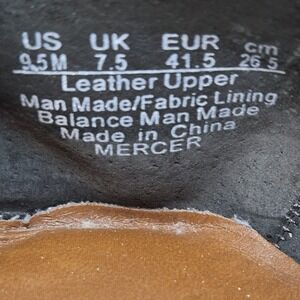 US UK EUR cm
9.5M 7.5 41.5 26.5
Leather Upper
Man Made/Fabric Lining
Balance Man Made
Made in China
MERCER